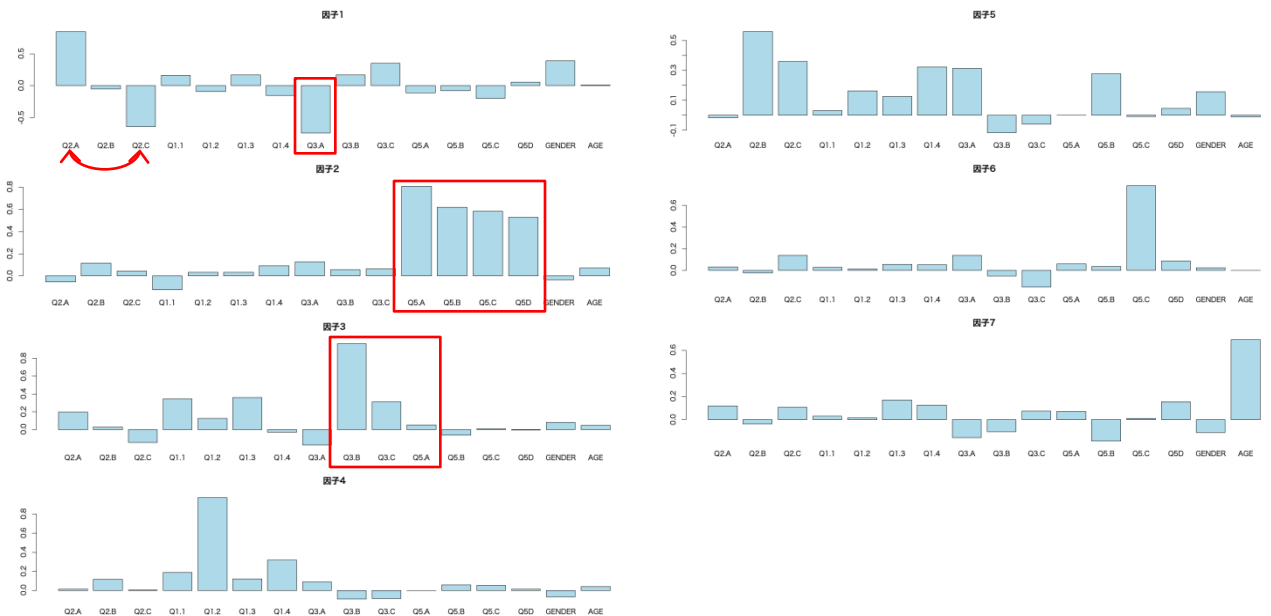 因子1
0.5
0.0
-0.5
Q2.A Q2.B Q2.C Q1.1 Q1.2 Q1.3 Q1.4 Q3.A Q3.B Q3.C Q5.A Q5.B Q5.C Q5D GENDER AGE
因子2
0.8
0.6
0.4
0.2
0.0
Q2.A Q2.B Q2.C Q1.1 Q1.2 Q1.3 Q1.4 Q3.A Q3.B Q3.C Q5.A Q5.B Q5.C Q5D GENDER AGE
因子3
0.8
0.6
0.4
0.2
0.0
Q2.A Q2.B Q2.C Q1.1 Q1.2 Q1.3 Q1.4 Q3.A Q3.B Q3.C Q5.A Q5.B Q5.C Q5D GENDER AGE
因子4
0.8
0.6
0.4
0.2
0.0
Q2.A Q2.B Q2.C Q1.1 Q1.2 Q1.3 Q1.4 Q3.A Q3.B Q3.C Q5.A Q5.B Q5.C Q5D GENDER AGE
因子5
0.5
0.3
0.1
-0.1
Q2.A Q2.B Q2.C Q1.1 Q1.2 Q1.3 Q1.4 Q3.A Q3.B Q3.C Q5.A Q5.B Q5.C Q5D GENDER AGE
因子6
0.6
0.4
0.2
0.0
Q2.A Q2.B Q2.C Q1.1 Q1.2 Q1.3 Q1.4 Q3.A Q3.B Q3.C Q5.A Q5.B Q5.C Q5D GENDER AGE
因子7
0.6
0.4
0.2
0.0
Q2.A Q2.B Q2.C Q1.1 Q1.2 Q1.3 Q1.4 Q3.A Q3.B Q3.C Q5.A Q5.B Q5.C Q5D GENDER AGE